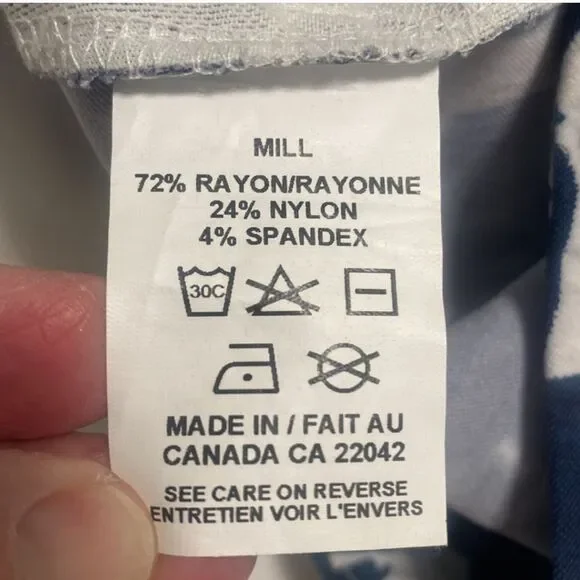 MILL
72% RAYON/RAYONNE
24% NYLON
4% SPANDEX
30C
MADE IN / FAIT AU
CANADA CA 22042
SEE CARE ON REVERSE
ENTRETIEN VOIR L'ENVERS